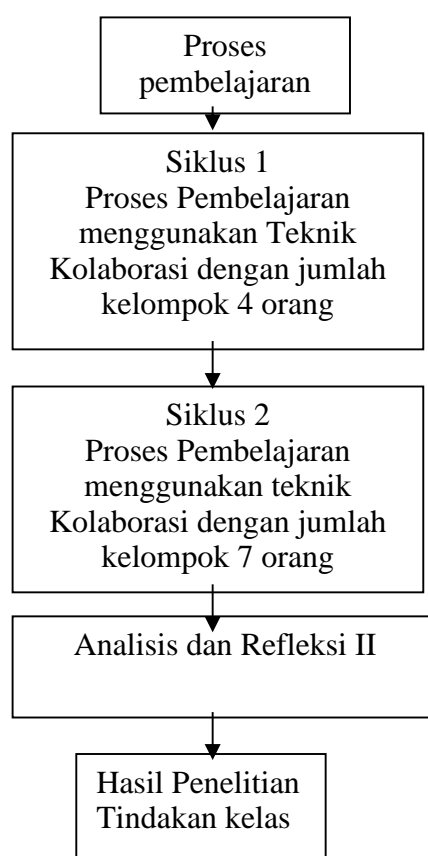 Proses
pembelajaran
Siklus 1
Proses Pembelajaran
menggunakan Teknik
Kolaborasi dengan jumlah
kelompok 4 orang
Siklus 2
Proses Pembelajaran
menggunakan teknik
Kolaborasi dengan jumlah
kelompok 7 orang
Analisis dan Refleksi II
Hasil Penelitian
Tindakan kelas